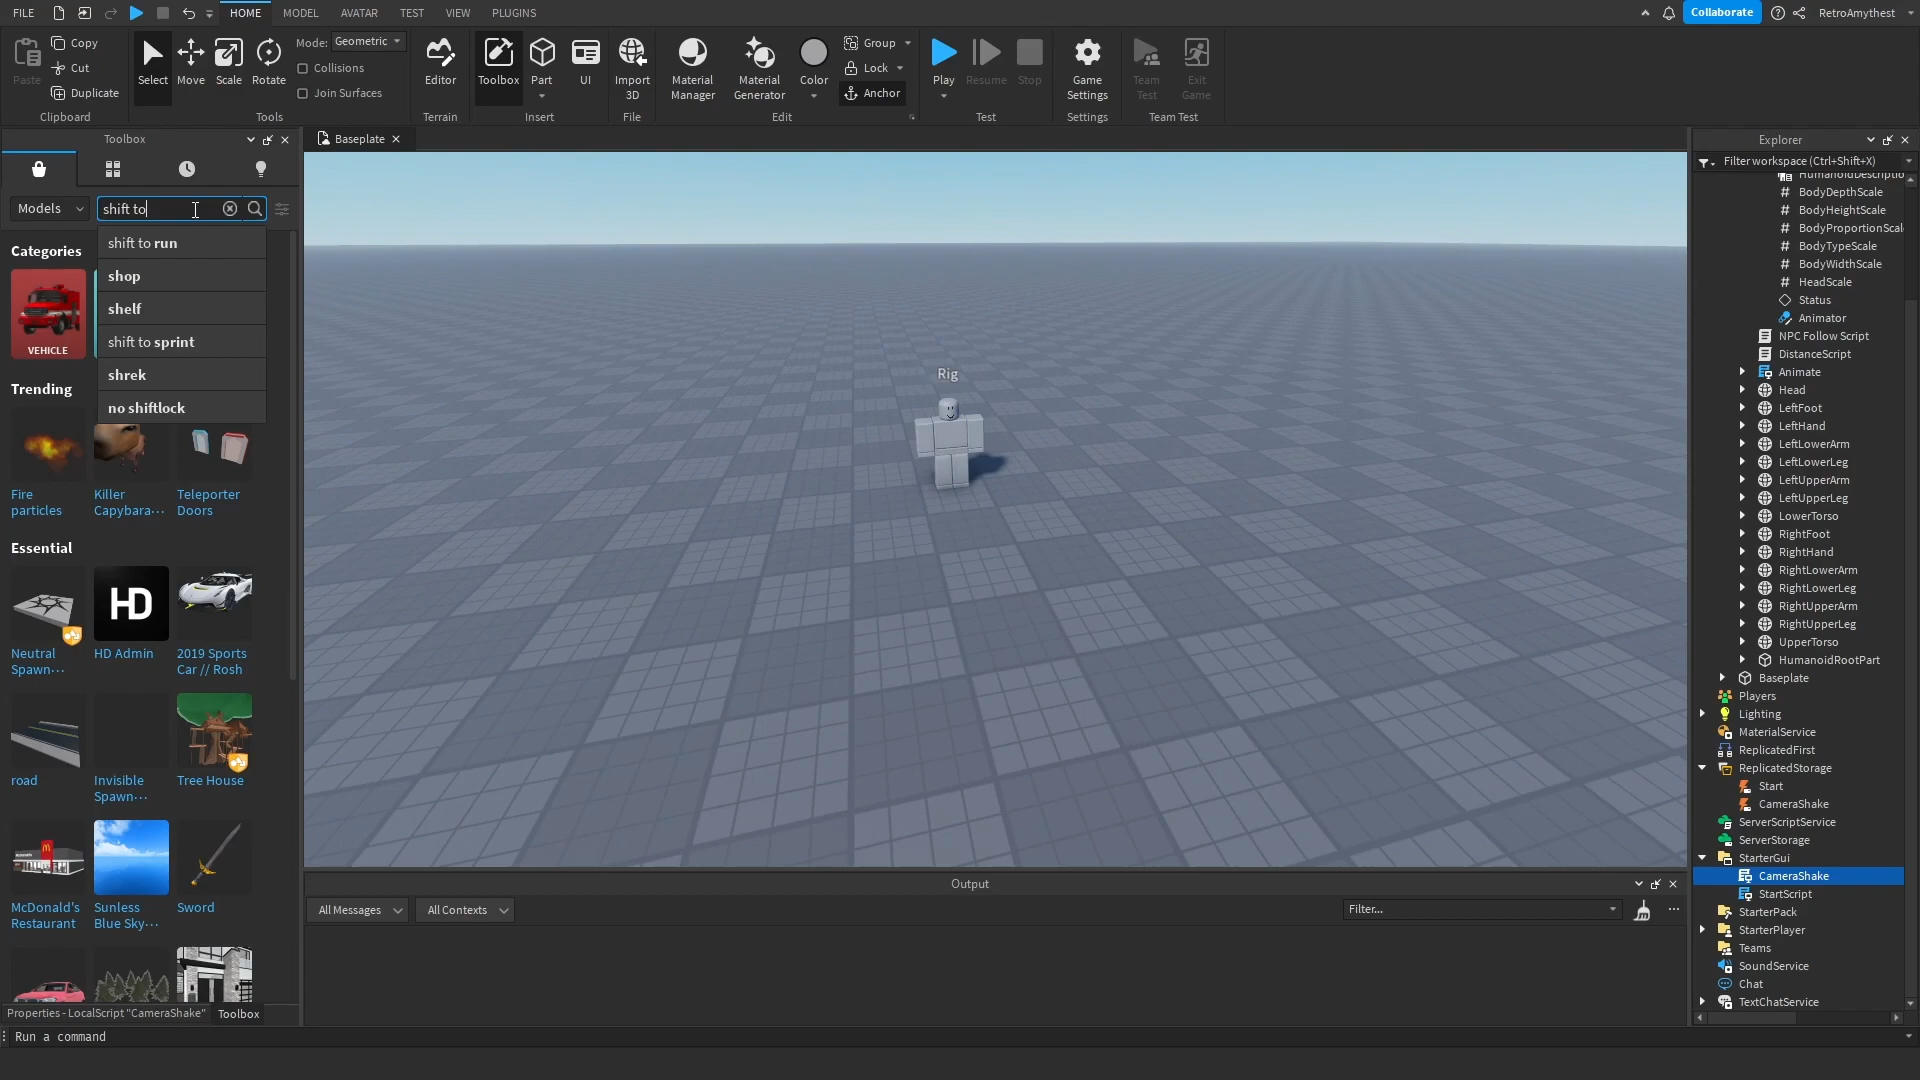 FILE
HOME
MODEL
AVATAR
TEST
VIEW
PLUGINS
Collaborate
RetroAmythest
Paste
Copy
Cut
Duplicate
Clipboard
Select
Move
Scale
Rotate
Mode:
Geometric
Collisions
Join Surfaces
Tools
Editor
Terrain
Toolbox
Part
UI
Insert
Import
3D
File
Material
Manager
Material
Generator
Color
Group
Lock
Anchor
Edit
Play
Resume
Stop
Test
Game
Settings
Settings
Team
Test
Exit
Game
Team Test
Toolbox
Models
shift to
shift to run
shop
shelf
shift to sprint
shrek
no shiftlock
Categories
VEHICLE
Trending
Fire
particles
Killer
Capybara···
Teleporter
Doors
Essential
Neutral
Spawn···
HD
HD Admin
2019 Sports
Car // Rosh
road
Invisible
Spawn···
Tree House
McDonald's
Restaurant
Sunless
Blue Sky···
Sword
Properties - LocalScript "CameraShake"
Toolbox
Run a command
Baseplate
Rig
Output
All Messages
All Contexts
Filter...
Explorer
Filter workspace (Ctrl+Shift+X)
HumanoidDescriptio
BodyDepthScale
BodyHeightScale
BodyProportionScal
BodyTypeScale
BodyWidthScale
HeadScale
Status
Animator
NPC Follow Script
DistanceScript
Animate
Head
LeftFoot
LeftHand
LeftLowerArm
LeftLowerLeg
LeftUpperArm
LeftUpperLeg
LowerTorso
RightFoot
RightHand
RightLowerArm
RightLowerLeg
RightUpperArm
RightUpperLeg
UpperTorso
HumanoidRootPart
Baseplate
Players
Lighting
MaterialService
ReplicatedFirst
ReplicatedStorage
Start
CameraShake
ServerScriptService
ServerStorage
StarterGui
CameraShake
StartScript
StarterPack
StarterPlayer
Teams
SoundService
Chat
TextChatService